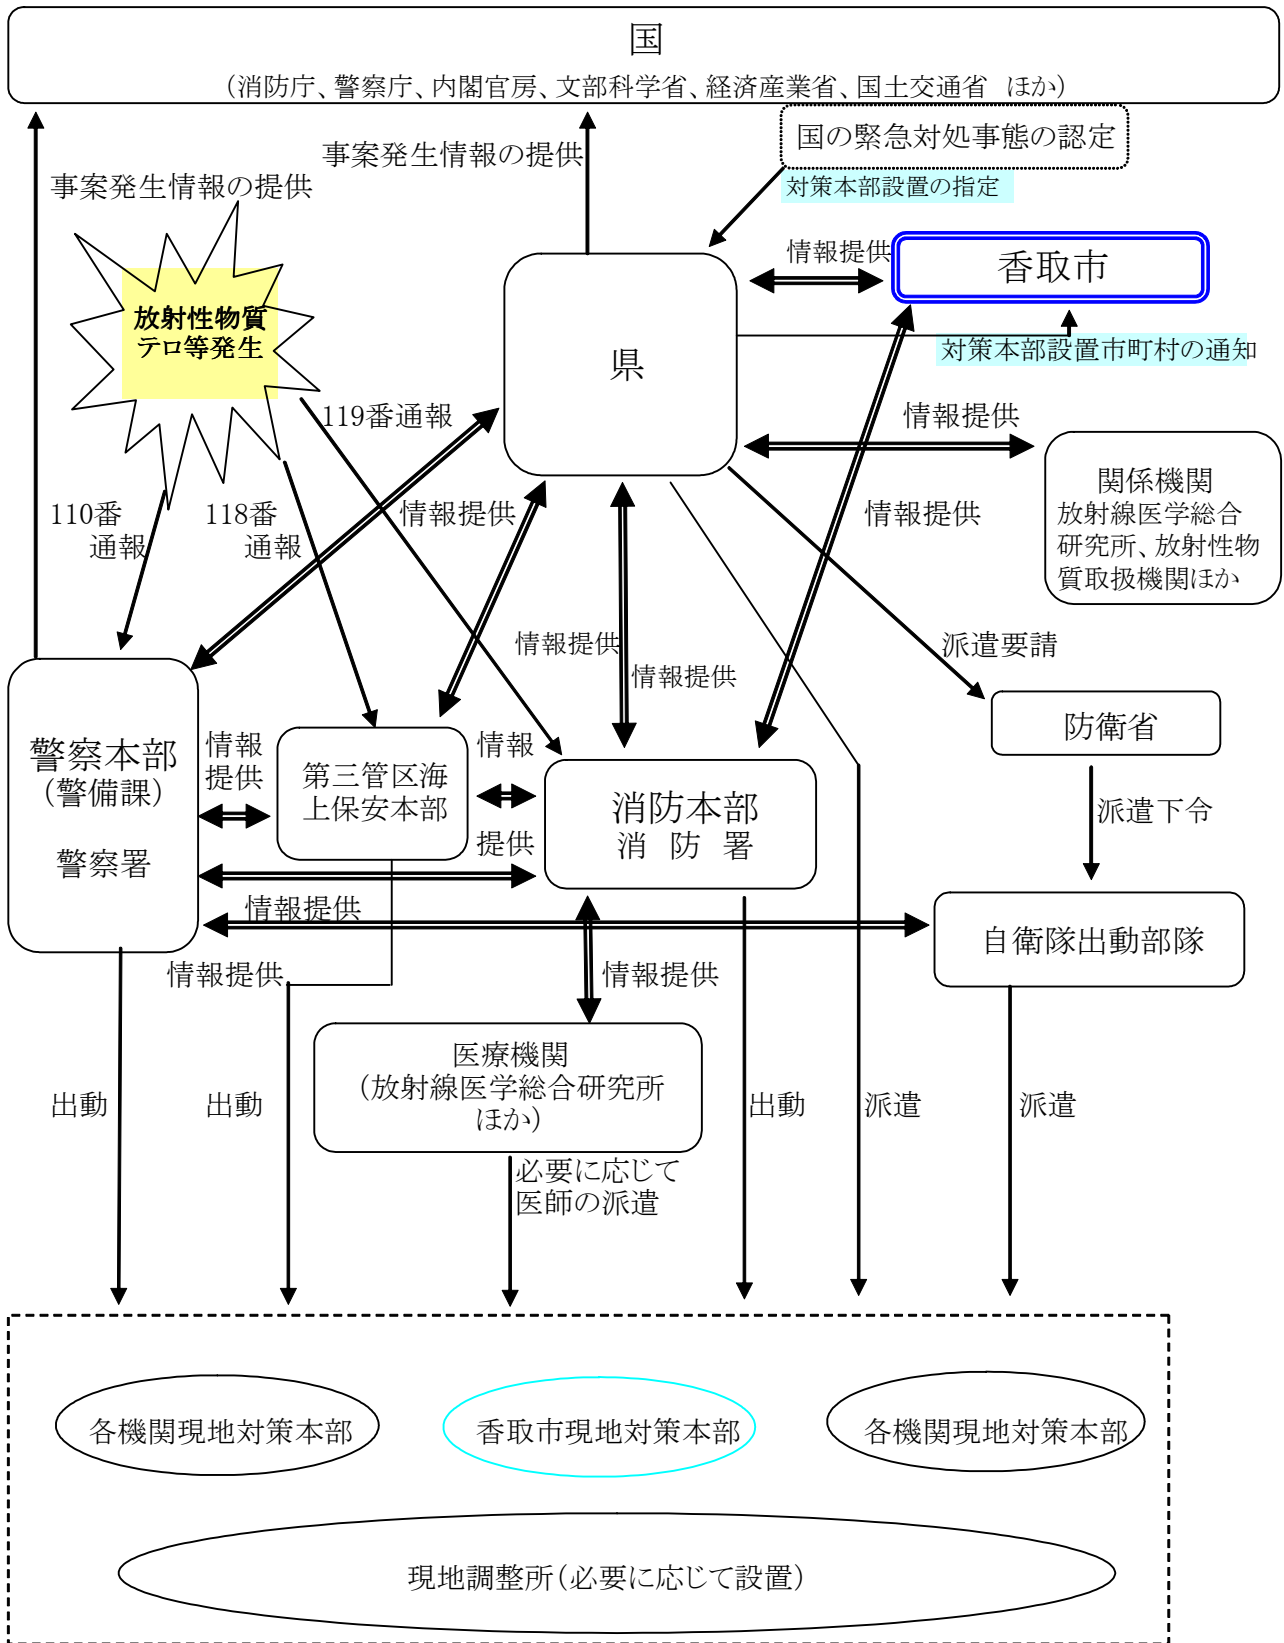 国
（消防庁、警察庁、内閣官房、文部科学省、経済産業省、国土交通省　ほか）
国の緊急対処事態の認定
事案発生情報の提供
事案発生情報の提供
対策本部設置の指定
情報提供
香取市
放射性物質
テロ等発生
県
対策本部設置市町村の通知
119番通報
情報提供
関係機関
放射線医学総合
研究所、放射性物
質取扱機関ほか
110番
通報
118番
通報
情報提供
情報提供
情報提供
情報提供
派遣要請
防衛省
警察本部
（警備課）
警察署
情報
提供
第三管区海
上保安本部
情報
提供
消防本部
消　防　署
派遣下令
情報提供
自衛隊出動部隊
情報提供
情報提供
医療機関
（放射線医学総合研究所
ほか）
出動
出動
出動
派遣
派遣
必要に応じて
医師の派遣
各機関現地対策本部
香取市現地対策本部
各機関現地対策本部
現地調整所（必要に応じて設置）